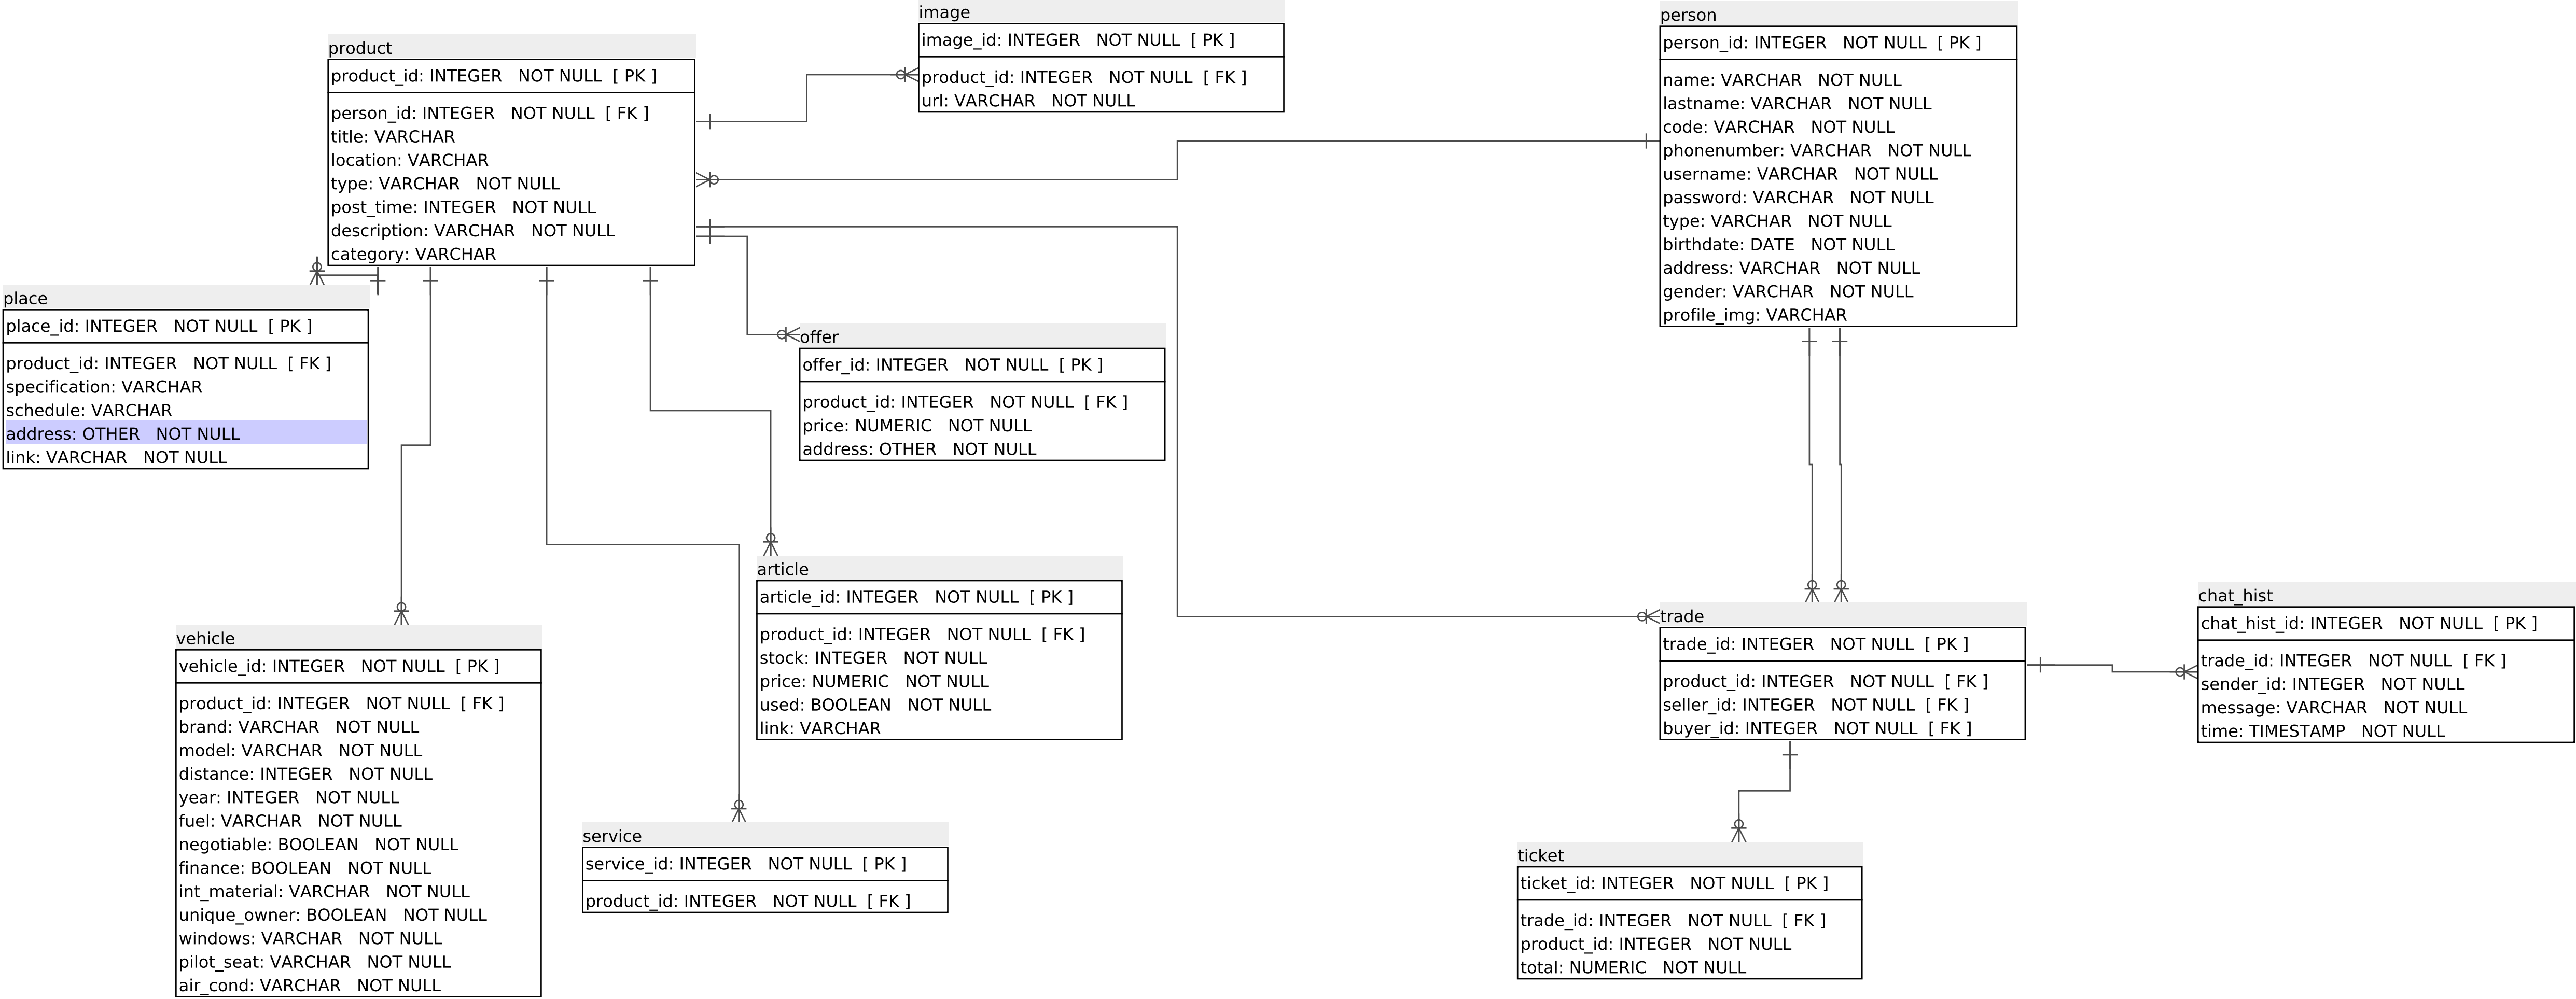 image
image_id: INTEGER   NOT NULL  [ PK ]
product_id: INTEGER   NOT NULL  [ FK ]
url: VARCHAR   NOT NULL
person
person_id: INTEGER   NOT NULL  [ PK ]
name: VARCHAR   NOT NULL
lastname: VARCHAR   NOT NULL
code: VARCHAR   NOT NULL
phonenumber: VARCHAR   NOT NULL
username: VARCHAR   NOT NULL
password: VARCHAR   NOT NULL
type: VARCHAR   NOT NULL
birthdate: DATE   NOT NULL
address: VARCHAR   NOT NULL
gender: VARCHAR   NOT NULL
profile_img: VARCHAR
product
product_id: INTEGER   NOT NULL  [ PK ]
person_id: INTEGER   NOT NULL  [ FK ]
title: VARCHAR
location: VARCHAR
type: VARCHAR   NOT NULL
post_time: INTEGER   NOT NULL
description: VARCHAR   NOT NULL
category: VARCHAR
place
place_id: INTEGER   NOT NULL  [ PK ]
product_id: INTEGER   NOT NULL  [ FK ]
specification: VARCHAR
schedule: VARCHAR
address: OTHER   NOT NULL
link: VARCHAR   NOT NULL
offer
offer_id: INTEGER   NOT NULL  [ PK ]
product_id: INTEGER   NOT NULL  [ FK ]
price: NUMERIC   NOT NULL
address: OTHER   NOT NULL
article
article_id: INTEGER   NOT NULL  [ PK ]
product_id: INTEGER   NOT NULL  [ FK ]
stock: INTEGER   NOT NULL
price: NUMERIC   NOT NULL
used: BOOLEAN   NOT NULL
link: VARCHAR
vehicle
vehicle_id: INTEGER   NOT NULL  [ PK ]
product_id: INTEGER   NOT NULL  [ FK ]
brand: VARCHAR   NOT NULL
model: VARCHAR   NOT NULL
distance: INTEGER   NOT NULL
year: INTEGER   NOT NULL
fuel: VARCHAR   NOT NULL
negotiable: BOOLEAN   NOT NULL
finance: BOOLEAN   NOT NULL
int_material: VARCHAR   NOT NULL
unique_owner: BOOLEAN   NOT NULL
windows: VARCHAR   NOT NULL
pilot_seat: VARCHAR   NOT NULL
air_cond: VARCHAR   NOT NULL
service
service_id: INTEGER   NOT NULL  [ PK ]
product_id: INTEGER   NOT NULL  [ FK ]
trade
trade_id: INTEGER   NOT NULL  [ PK ]
product_id: INTEGER   NOT NULL  [ FK ]
seller_id: INTEGER   NOT NULL  [ FK ]
buyer_id: INTEGER   NOT NULL  [ FK ]
chat_hist
chat_hist_id: INTEGER   NOT NULL  [ PK ]
trade_id: INTEGER   NOT NULL  [ FK ]
sender_id: INTEGER   NOT NULL
message: VARCHAR   NOT NULL
time: TIMESTAMP   NOT NULL
ticket
ticket_id: INTEGER   NOT NULL  [ PK ]
trade_id: INTEGER   NOT NULL  [ FK ]
product_id: INTEGER   NOT NULL
total: NUMERIC   NOT NULL